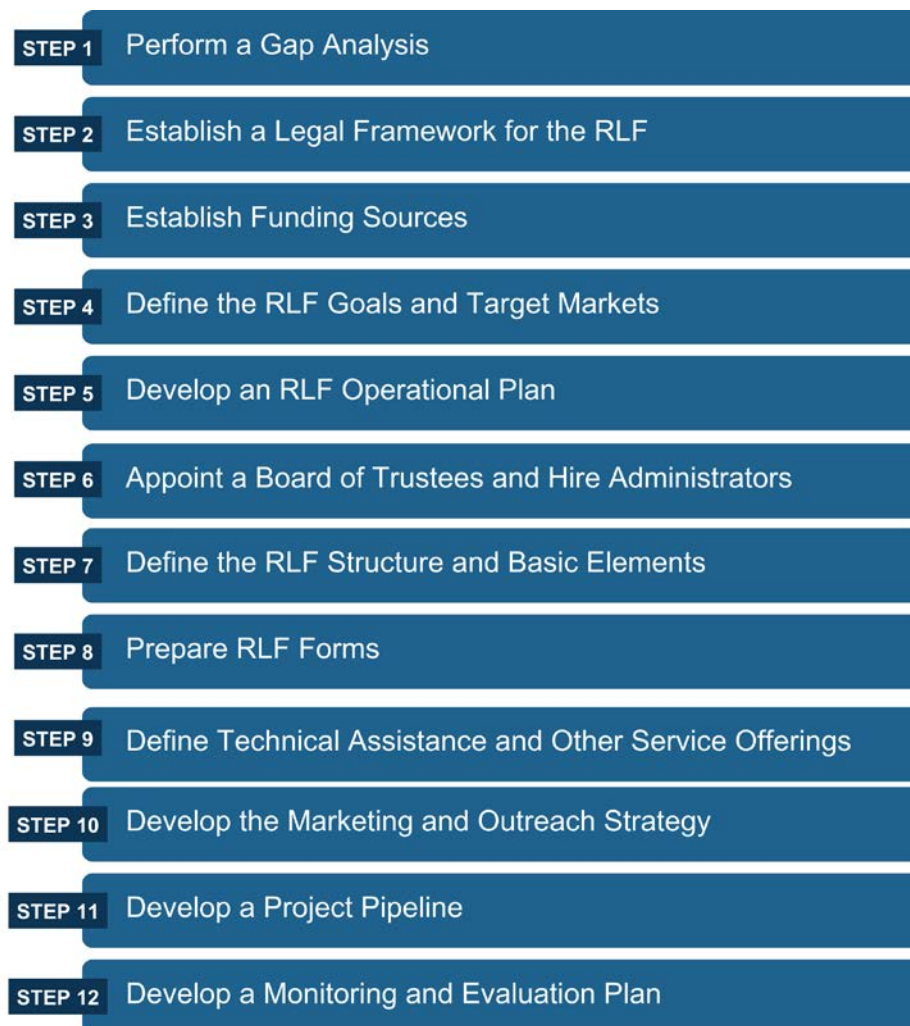 STEP 1 Perform a Gap Analysis
STEP 2 Establish a Legal Framework for the RLF
STEP 3 Establish Funding Sources
STEP 4 Define the RLF Goals and Target Markets
STEP 5 Develop an RLF Operational Plan
STEP 6 Appoint a Board of Trustees and Hire Administrators
STEP 7 Define the RLF Structure and Basic Elements
STEP 8 Prepare RLF Forms
STEP 9 Define Technical Assistance and Other Service Offerings
STEP 10 Develop the Marketing and Outreach Strategy
STEP 11 Develop a Project Pipeline
STEP 12 Develop a Monitoring and Evaluation Plan